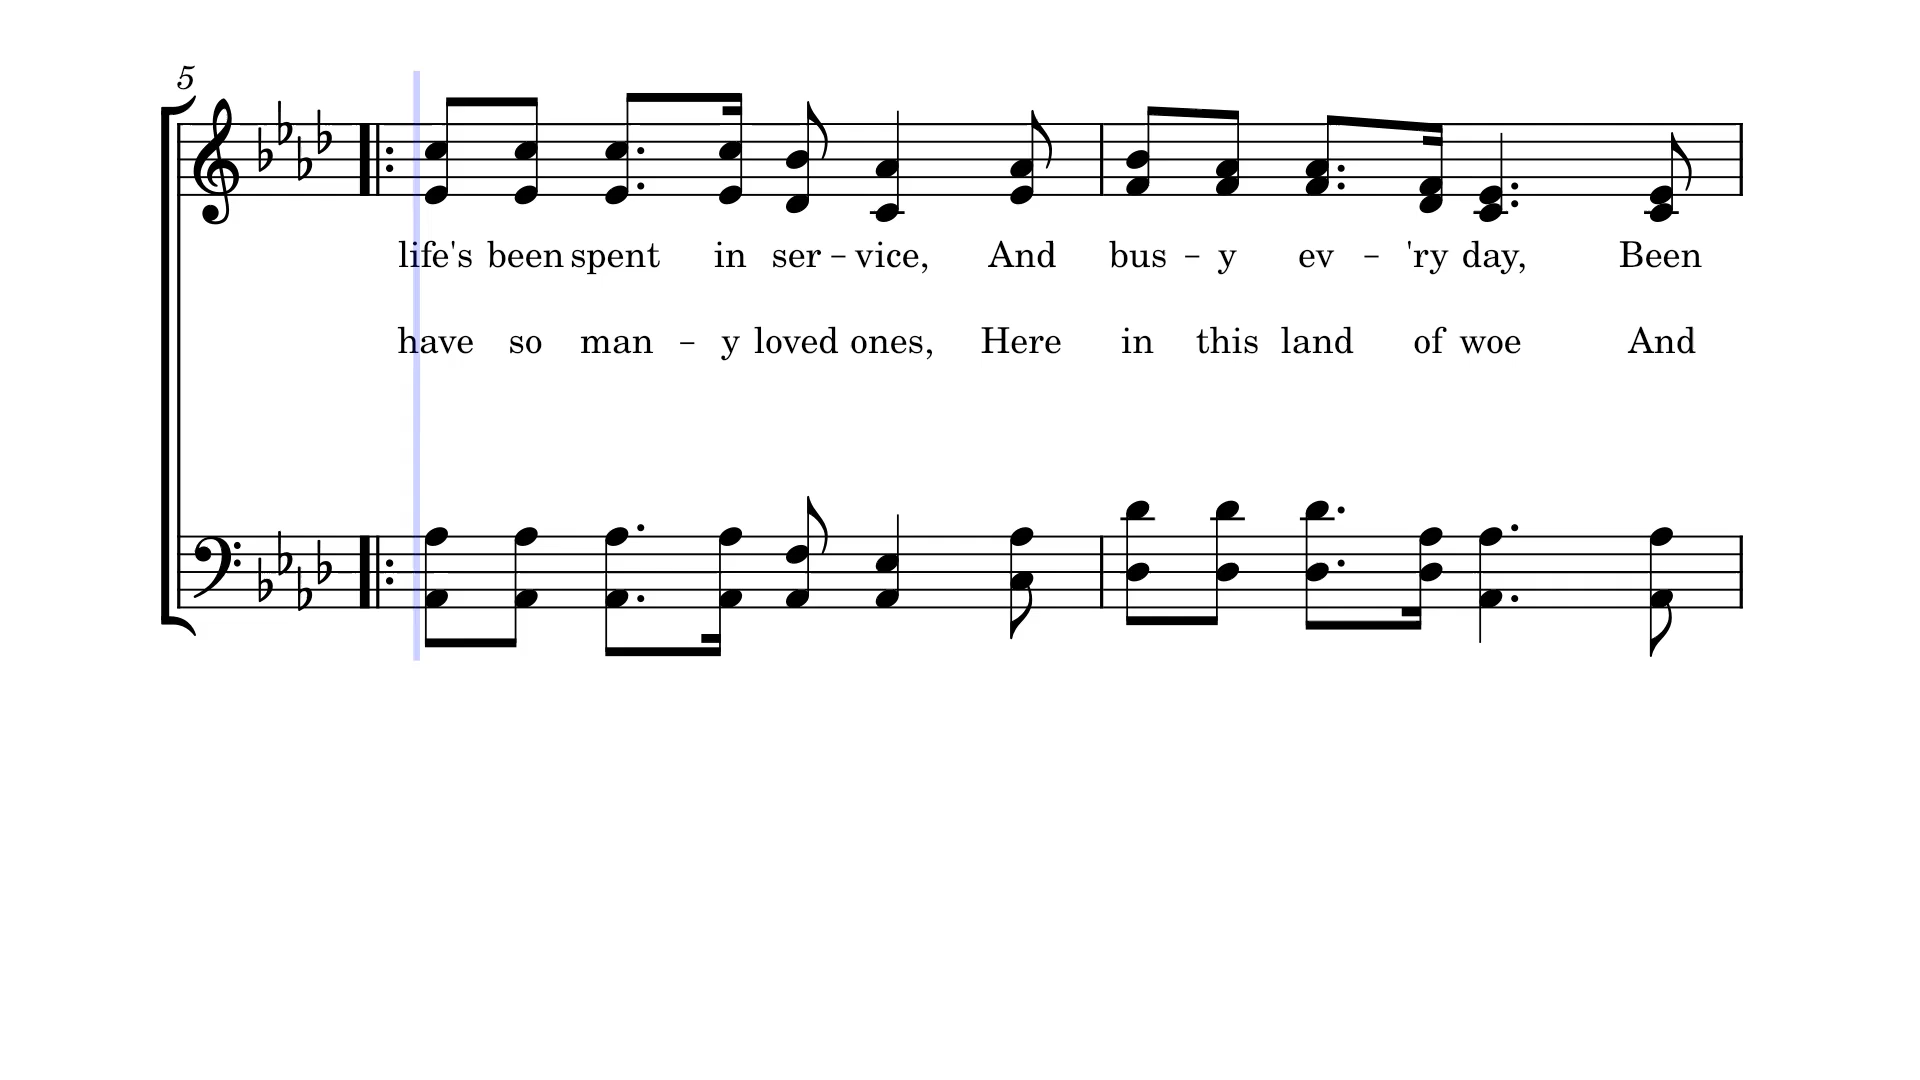 5
life's been spent in ser – vice, And bus – y ev – 'ry day, Been
have so man – y loved ones, Here in this land of woe And